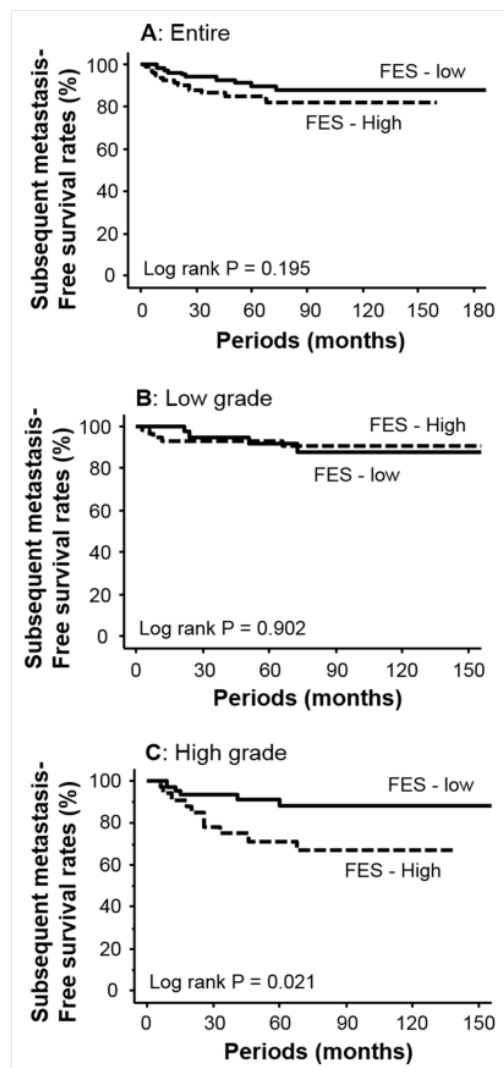 A: Entire
Subsequent metastasis-
Free survival rates (%)
100
80
60
40
20
0
FES - low
FES - High
Log rank P = 0.195
0 30 60 90 120 150 180
Periods (months)
B: Low grade
Subsequent metastasis-
Free survival rates (%)
100
80
60
40
20
0
FES - High
FES - low
Log rank P = 0.902
0 30 60 90 120 150
Periods (months)
C: High grade
Subsequent metastasis-
Free survival rates (%)
100
80
60
40
20
0
FES - low
FES - High
Log rank P = 0.021
0 30 60 90 120 150
Periods (months)